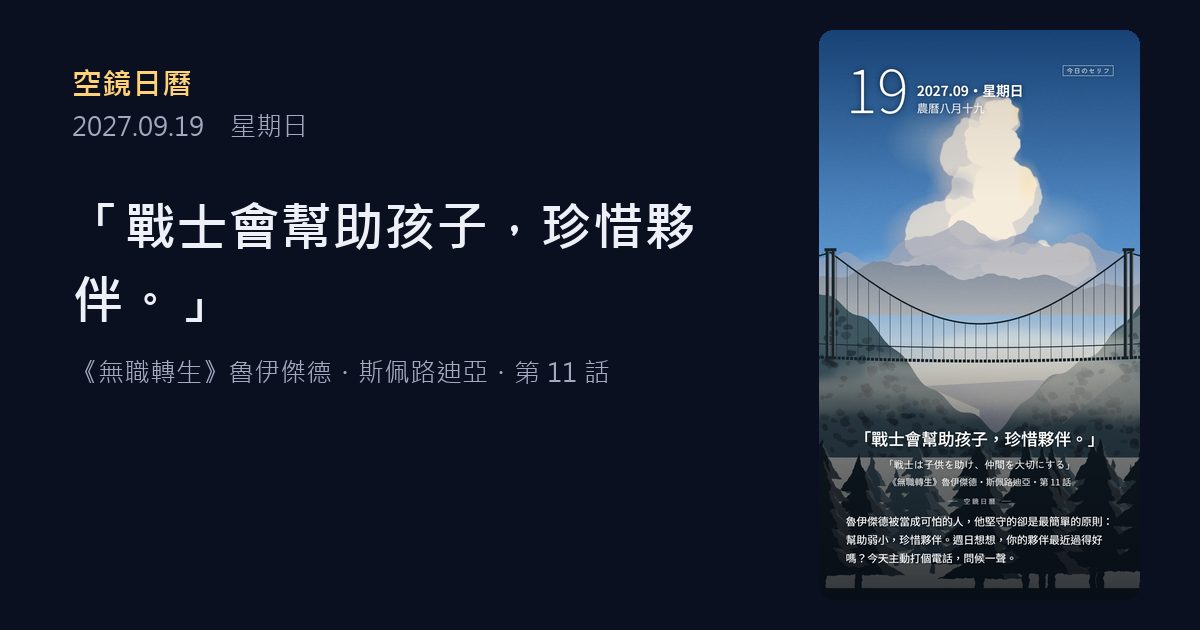 空鏡日曆
2027.09.19 星期日
「戰士會幫助孩子，珍惜夥
伴。」
《無職轉生》魯伊傑德・斯佩路迪亞・第 11 話
19
2027.09・星期日
農曆八月十九
今日のセリフ
「戰士會幫助孩子，珍惜夥伴。」
「戦士は子供を助け、仲間を大切にする」
《無職轉生》魯伊傑德・斯佩路迪亞・第 11 話
空鏡日曆
魯伊傑德被當成可怕的人，他堅守的卻是最簡單的原則：
幫助弱小，珍惜夥伴。週日想想，你的夥伴最近過得好
嗎？今天主動打個電話，問候一聲。